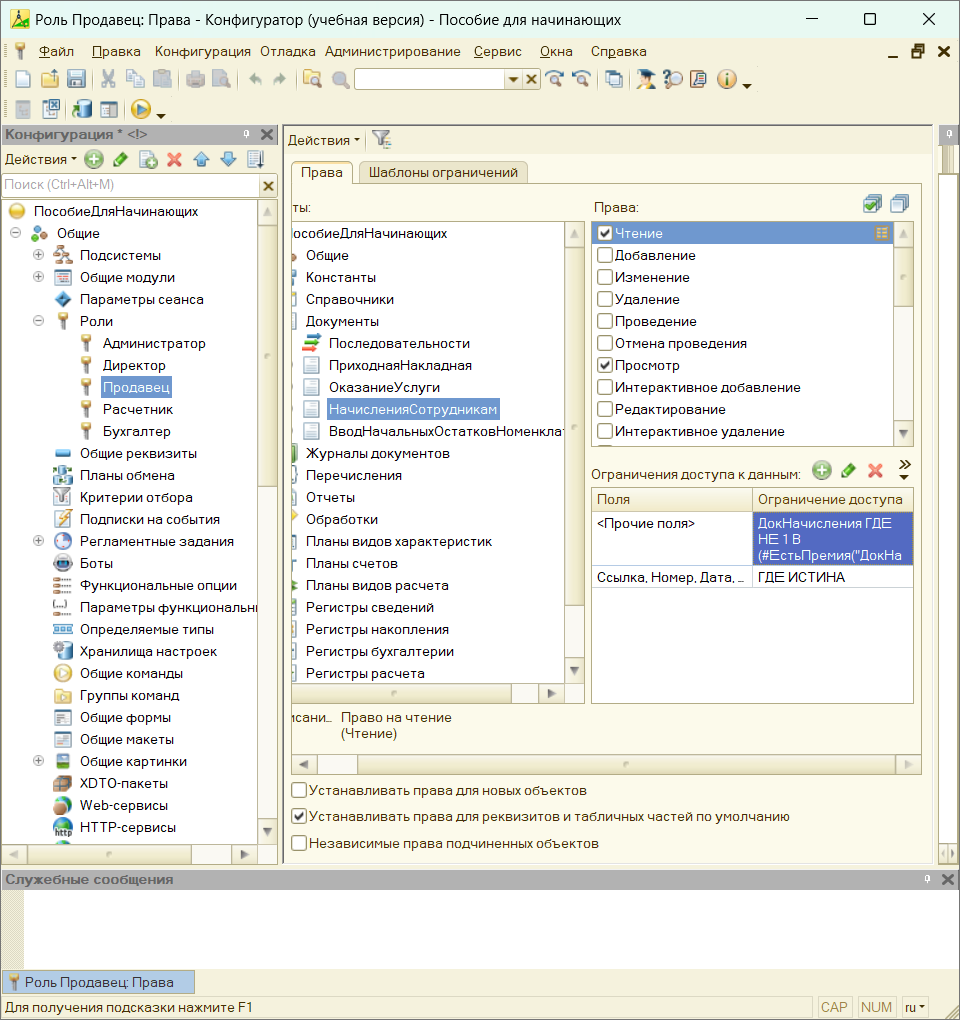 Роль Продавец: Права - Конфигуратор (учебная версия) - Пособие для начинающих
Файл Правка Конфигурация Отладка Администрирование Сервис Окна Справка
Конфигурация * <!>
Действия
Поиск (Ctrl+Alt+M)
ПособиеДляНачинающих
Общие
Подсистемы
Общие модули
Параметры сеанса
Роли
Администратор
Директор
Продавец
Расчетник
Бухгалтер
Общие реквизиты
Планы обмена
Критерии отбора
Подписки на события
Регламентные задания
Боты
Функциональные опции
Параметры функциональн
Определяемые типы
Хранилища настроек
Общие команды
Группы команд
Общие формы
Общие макеты
Общие картинки
XDTO-пакеты
Web-сервисы
http HTTP-сервисы
Действия
Права Шаблоны ограничений
ты:
особиеДляНачинающих
Общие
Константы
Справочники
Документы
Последовательности
ПриходнаяНакладная
ОказаниеУслуги
НачисленияСотрудникам
ВводНачальныхОстатковНоменклат
Журналы документов
Перечисления
Отчеты
Обработки
Планы видов характеристик
Планы счетов
Планы видов расчета
Регистры сведений
Регистры накопления
Регистры бухгалтерии
Регистры расчета
Права:
Чтение
Добавление
Изменение
Удаление
Проведение
Отмена проведения
Просмотр
Интерактивное добавление
Редактирование
Интерактивное удаление
Ограничения доступа к данным:
Поля Ограничение доступа
<Прочие поля> ДокНачисления ГДЕ
НЕ 1 В
(#ЕстьПремия("ДокНа
Ссылка, Номер, Дата, ... ГДЕ ИСТИНА
исани... Право на чтение
(Чтение)
Устанавливать права для новых объектов
Устанавливать права для реквизитов и табличных частей по умолчанию
Независимые права подчиненных объектов
Служебные сообщения
Роль Продавец: Права
Для получения подсказки нажмите F1 CAP NUM ru